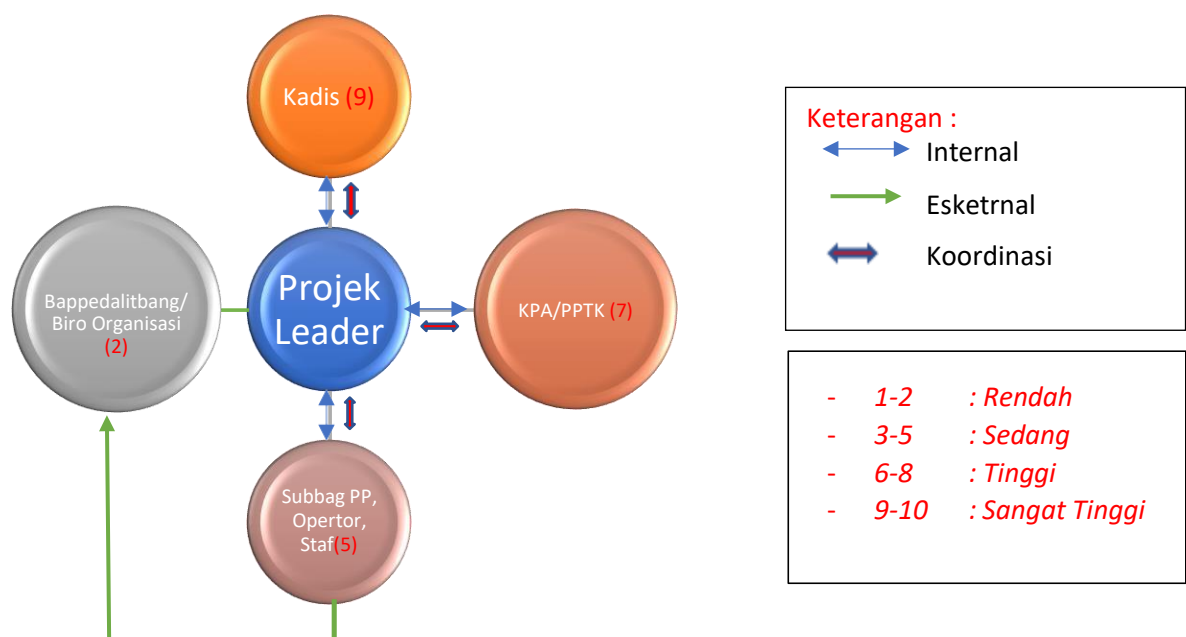 Kadis (9)
Projek
Leader
Bappedalitbang/
Biro Organisasi
(2)
KPA/PPTK (7)
Subbag PP,
Opertor,
Staf(5)
Keterangan :
Internal
Esketrnal
Koordinasi
- 1-2 : Rendah
- 3-5 : Sedang
- 6-8 : Tinggi
- 9-10 : Sangat Tinggi